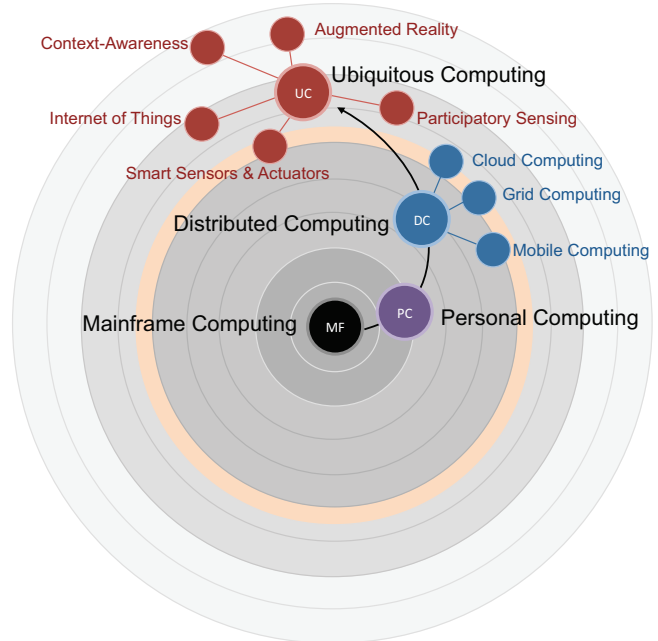 Augmented Reality
Context-Awareness
Ubiquitous Computing
UC
Internet of Things
Participatory Sensing
Smart Sensors & Actuators
Cloud Computing
Grid Computing
Distributed Computing
DC
Mobile Computing
Mainframe Computing
MF
PC
Personal Computing